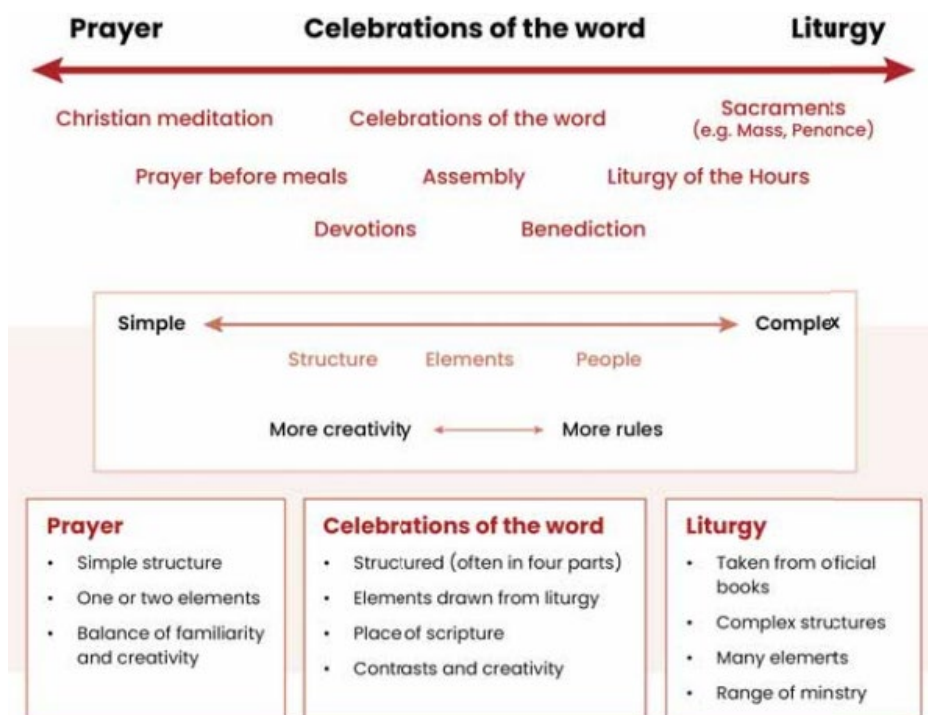 Prayer Celebrations of the word Liturgy
Christian meditation Celebrations of the word Sacraments
(e.g. Mass, Penonce)
Prayer before meals Assembly Liturgy of the Hours
Devotions Benediction
Simple Complex
Structure Elements People
More creativity More rules
Prayer
• Simple structure
• One or two elements
• Balance of familiarity
and creativity
Celebrations of the word
• Structured (often in four parts)
• Elements drawn from liturgy
• Place of scripture
• Contrasts and creativity
Liturgy
• Taken from oficial
books
• Complex structures
• Many elemerts
• Range of minstry